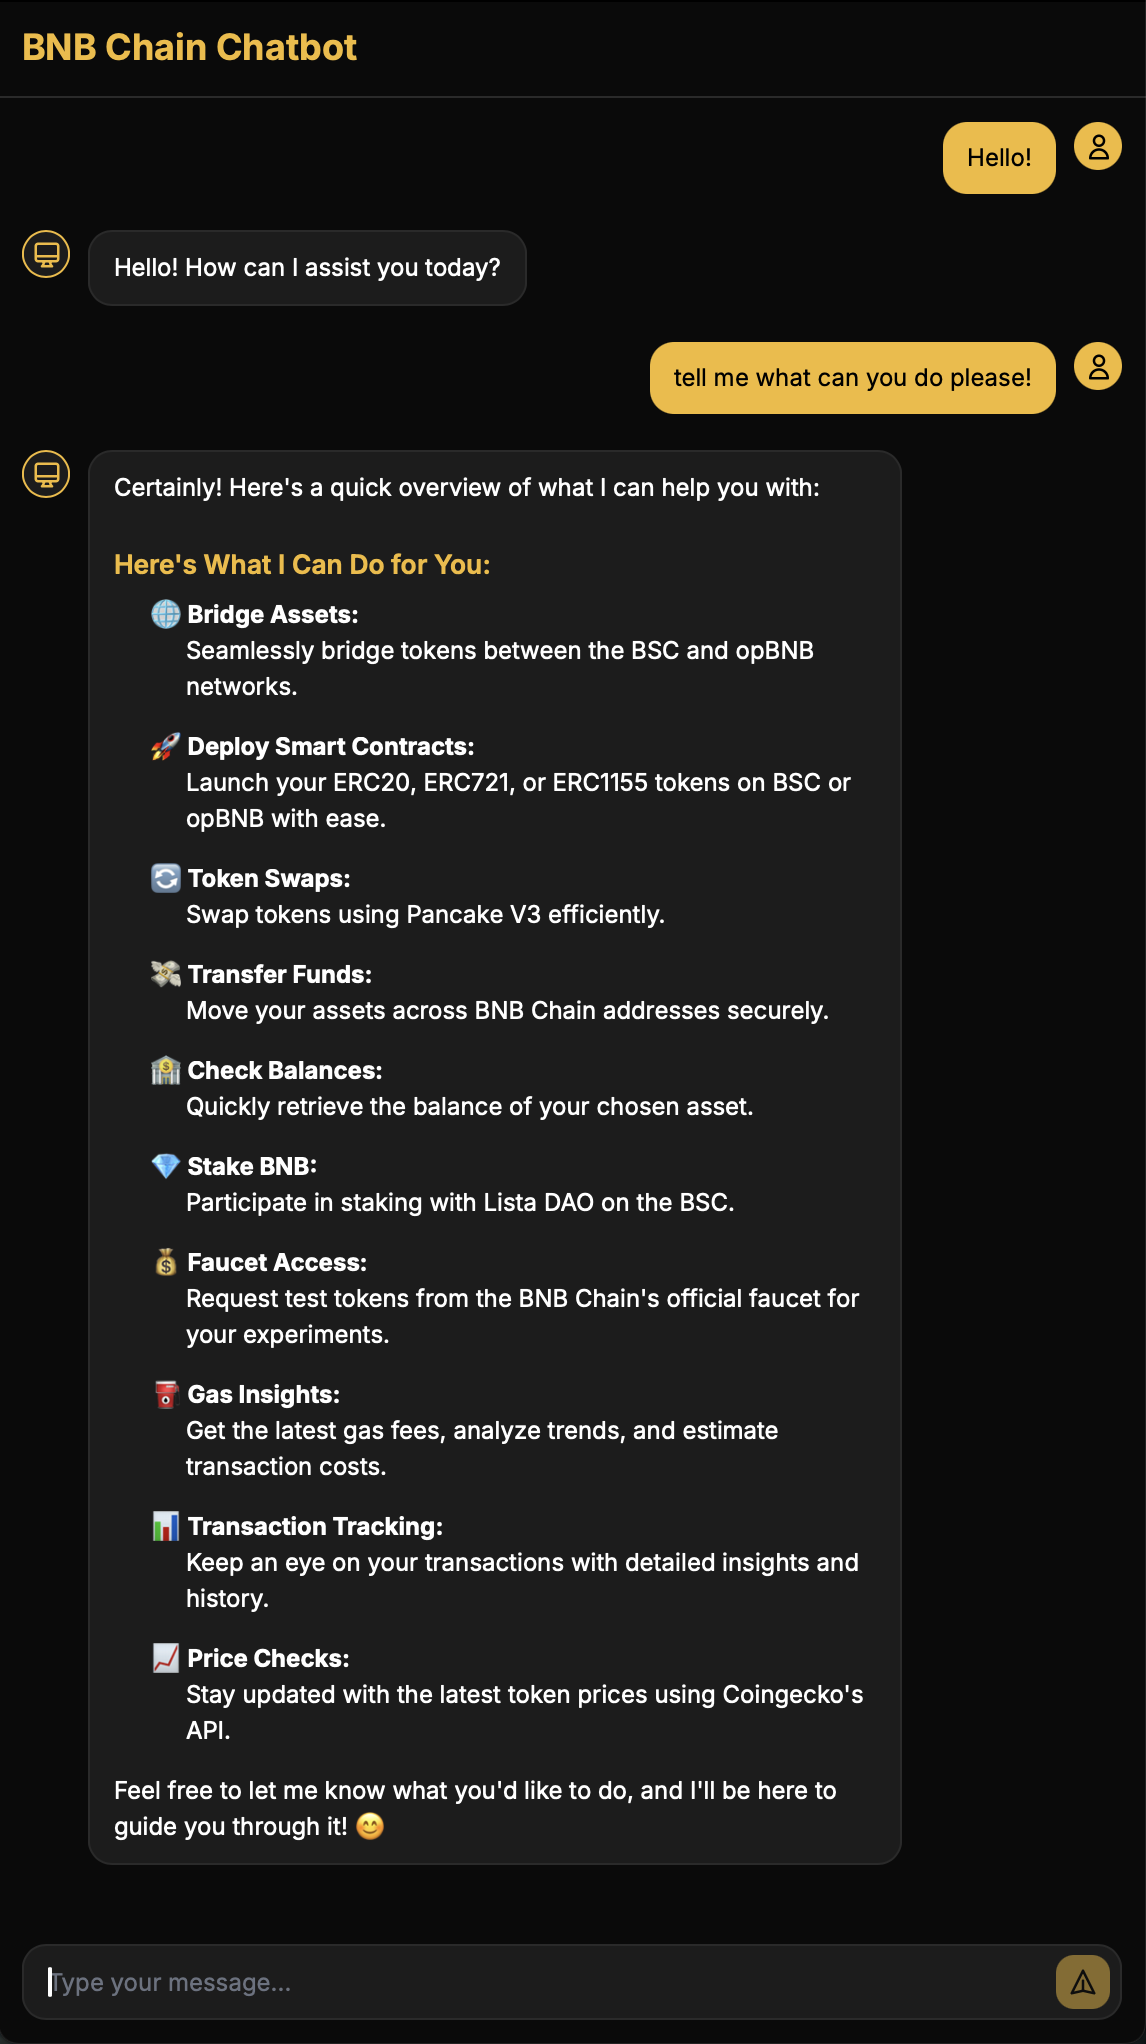 BNB Chain Chatbot
Hello!
Hello! How can I assist you today?
tell me what can you do please!
Certainly! Here's a quick overview of what I can help you with:
Here's What I Can Do for You:
🌐 Bridge Assets:
Seamlessly bridge tokens between the BSC and opBNB
networks.
🚀 Deploy Smart Contracts:
Launch your ERC20, ERC721, or ERC1155 tokens on BSC or
opBNB with ease.
🔄 Token Swaps:
Swap tokens using Pancake V3 efficiently.
💸 Transfer Funds:
Move your assets across BNB Chain addresses securely.
🏦 Check Balances:
Quickly retrieve the balance of your chosen asset.
💎 Stake BNB:
Participate in staking with Lista DAO on the BSC.
💰 Faucet Access:
Request test tokens from the BNB Chain's official faucet for
your experiments.
⛽ Gas Insights:
Get the latest gas fees, analyze trends, and estimate
transaction costs.
📊 Transaction Tracking:
Keep an eye on your transactions with detailed insights and
history.
📈 Price Checks:
Stay updated with the latest token prices using Coingecko's
API.
Feel free to let me know what you'd like to do, and I'll be here to
guide you through it! 😊
Type your message...